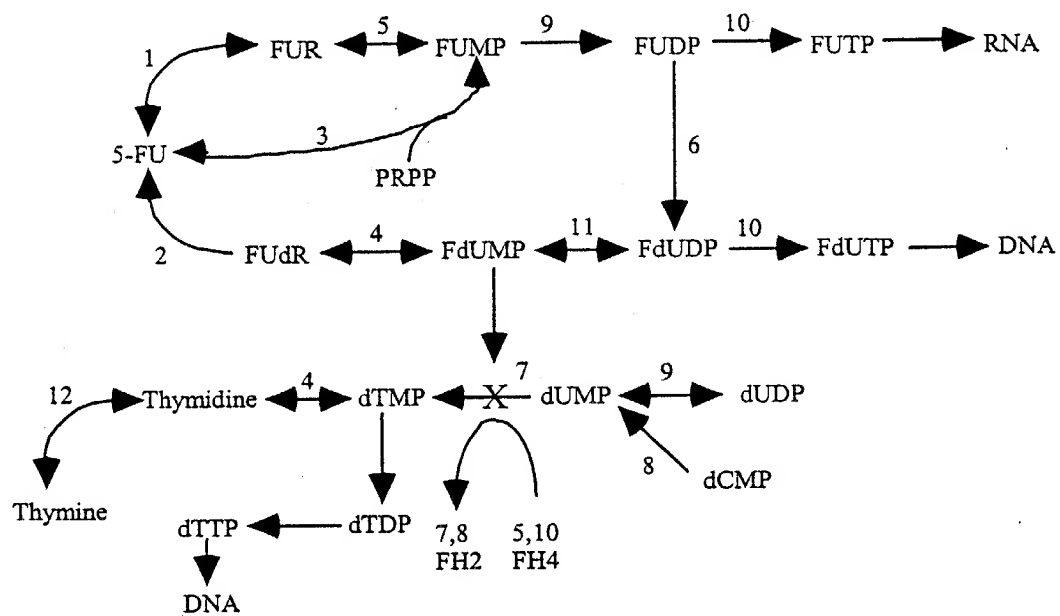 5 9 10
1 FUR FUMP FUDP FUTP RNA
3 6
5-FU
PRPP
4 11 10
2 FUdR FdUMP FdUDP FdUTP DNA
7
12 4 9
Thymidine dTMP X dUMP dUDP
8
dCMP
Thymine
dTTP dTDP 7,8 5,10
FH2 FH4
DNA